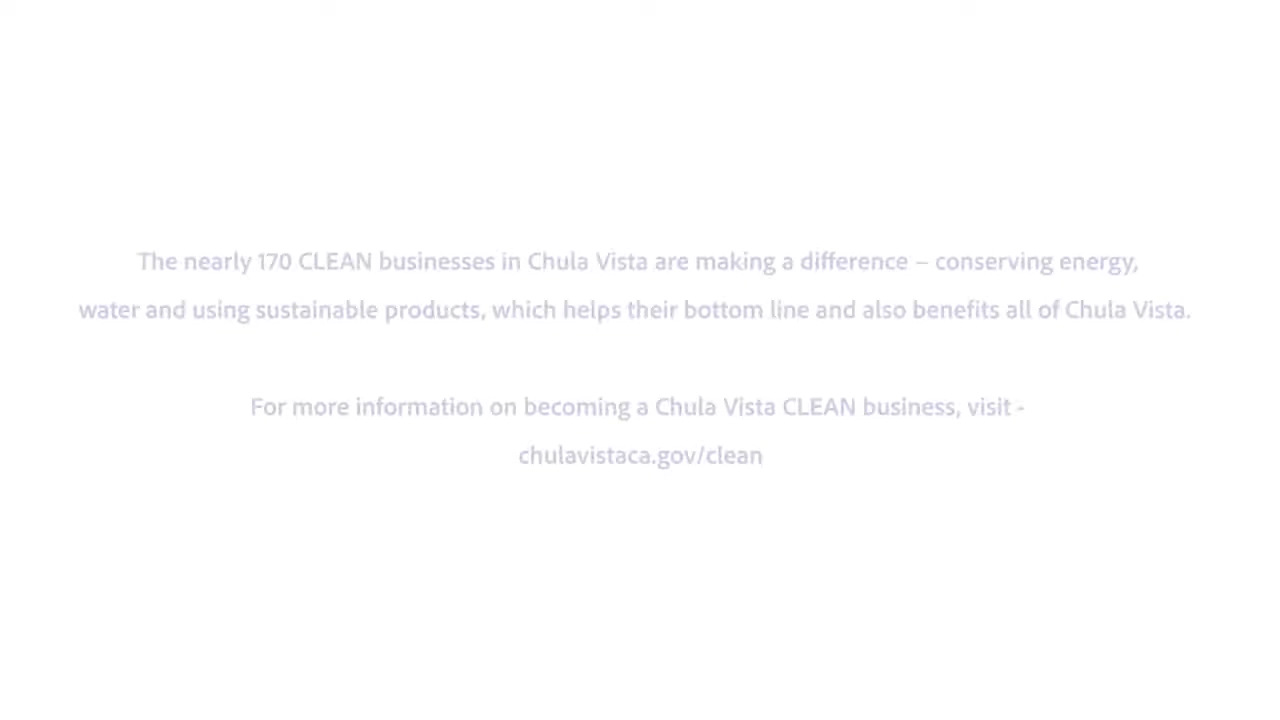 The nearly 170 CLEAN businesses in Chula Vista are making a difference – conserving energy,
water and using sustainable products, which helps their bottom line and also benefits all of Chula Vista.
For more information on becoming a Chula Vista CLEAN business, visit -
chulavistaca.gov/clean